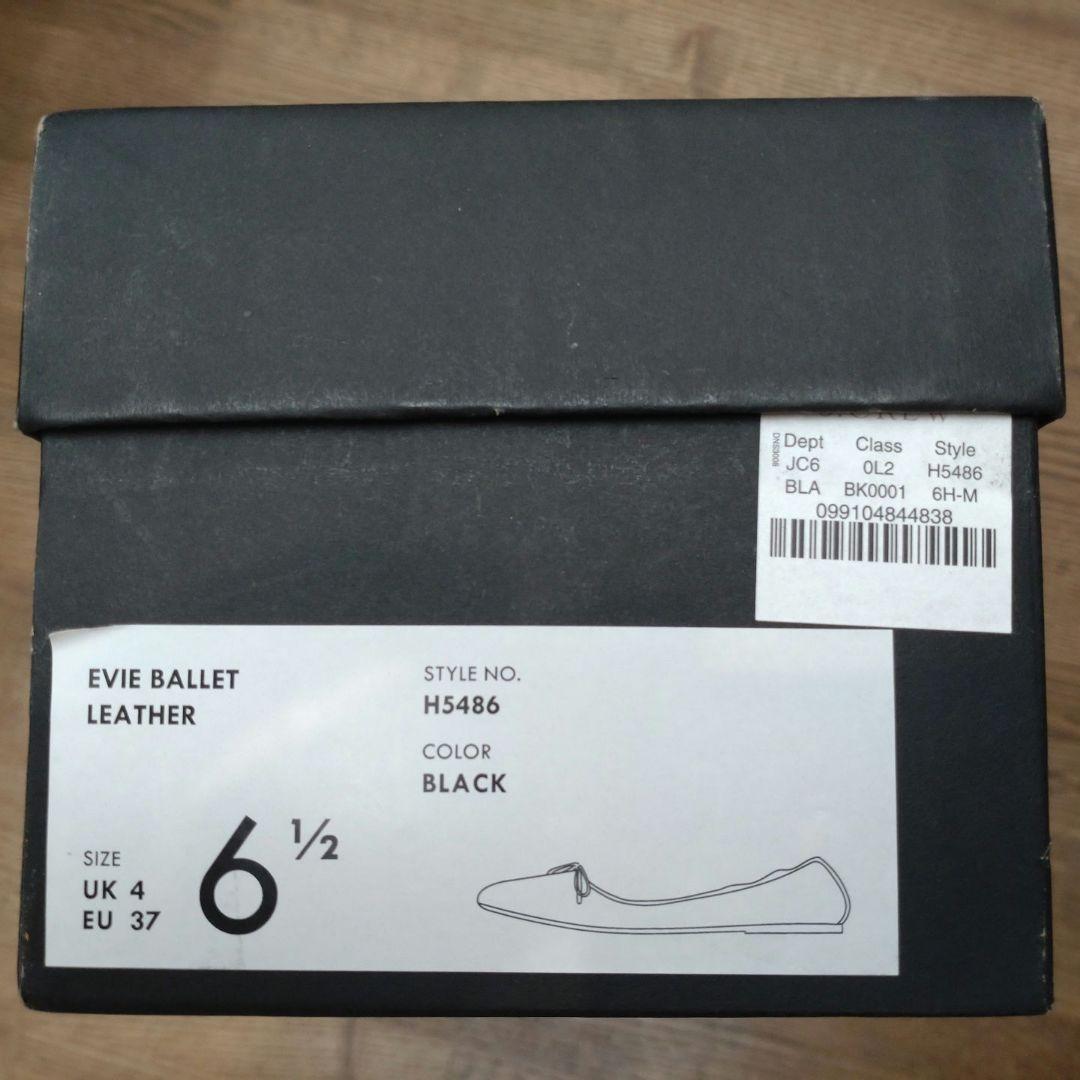 DNS3008
Dept Class Style
JC6 0L2 H5486
BLA BK0001 6H-M
099104844838
EVIE BALLET
LEATHER
STYLE NO.
H5486
COLOR
BLACK
SIZE
UK 4
EU 37
6 ½